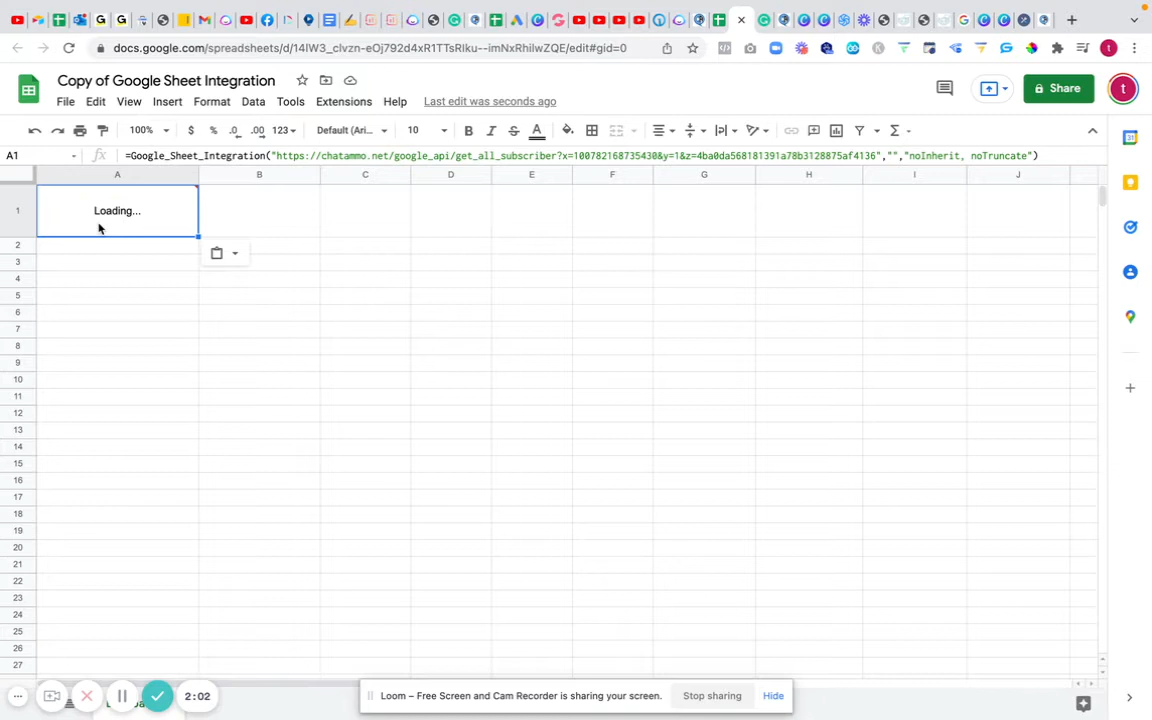 docs.google.com/spreadsheets/d/14IW3_clvzn-eOj792d4xR1TTsRIku--imNxRhiIwZQE/edit#gid=0
Copy of Google Sheet Integration
File Edit View Insert Format Data Tools Extensions Help Last edit was seconds ago
Share
t
100% $ % .0 .00 123 Default (Ari... 10 B I S A
A1 fx =Google_Sheet_Integration("https://chatammo.net/google_api/get_all_subscriber?x=100782168735430&y=1&z=4ba0da568181391a78b3128875af4136","","noInherit, noTruncate")
A B C D E F G H I J
1 Loading...
2
3
4
5
6
7
8
9
10
11
12
13
14
15
16
17
18
19
20
21
22
23
24
25
26
27
2:02
Loom – Free Screen and Cam Recorder is sharing your screen. Stop sharing Hide